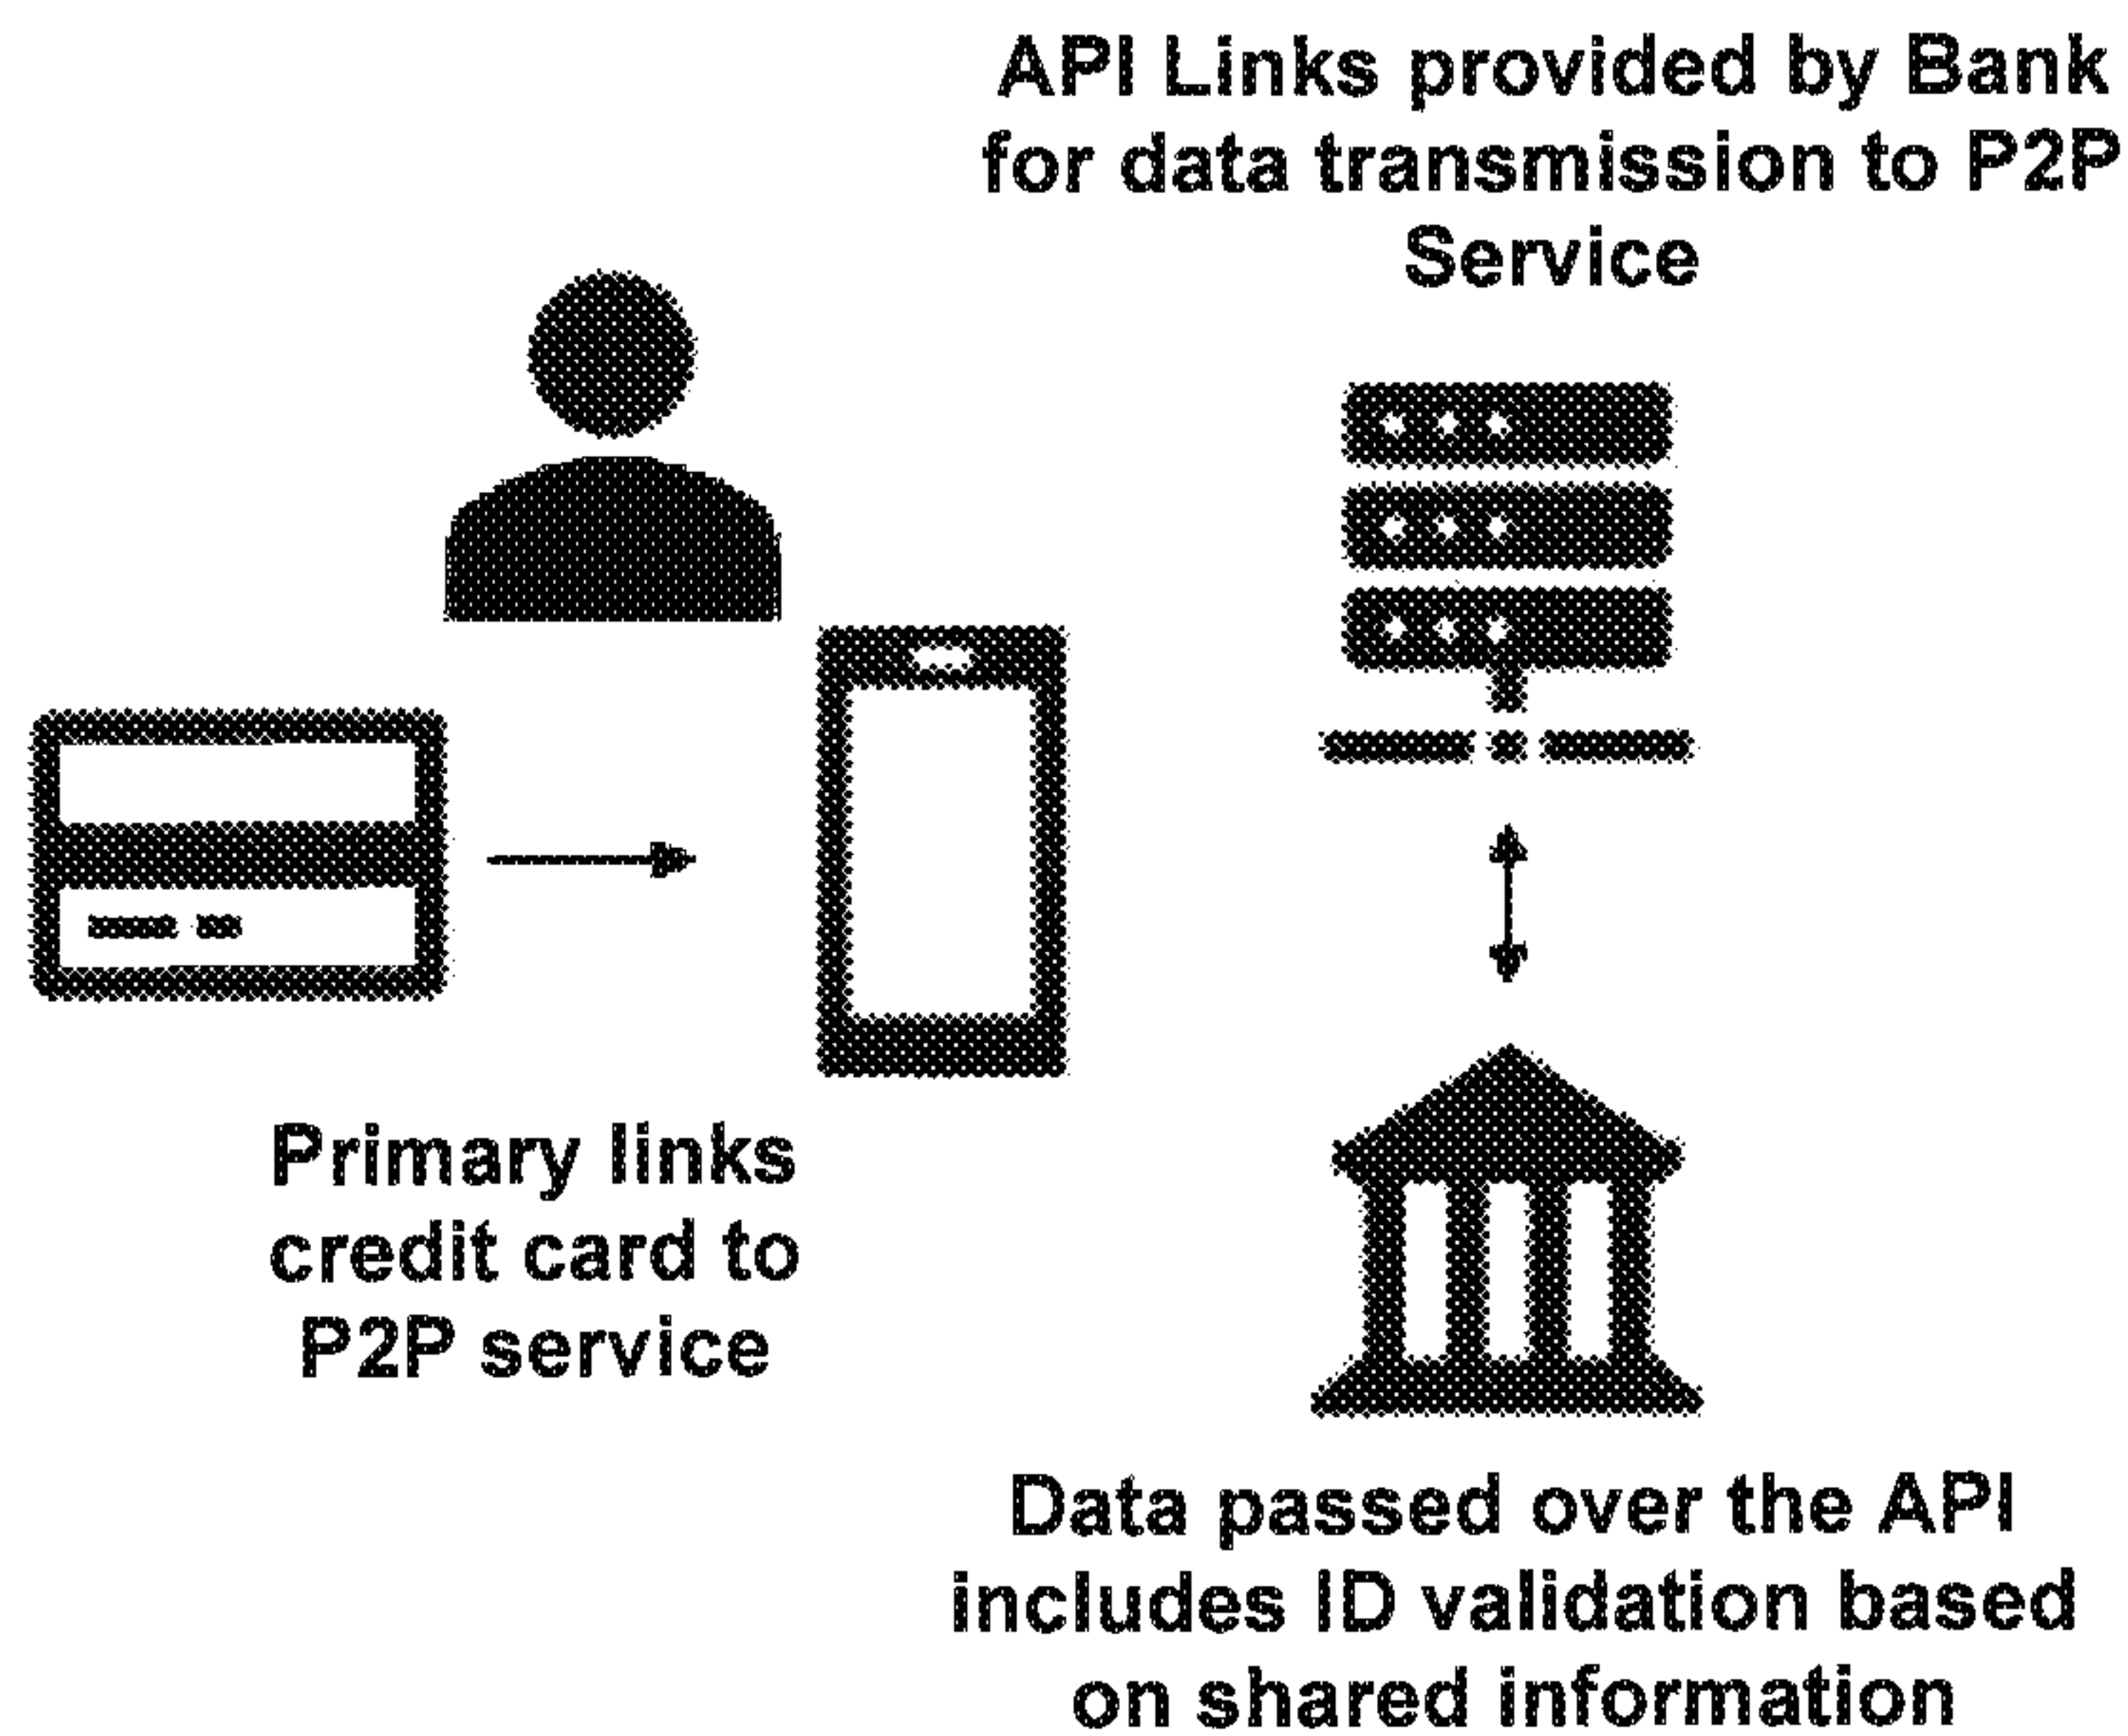 API Links provided by Bank
for data transmission to P2P
Service
Primary links
credit card to
P2P service
Data passed over the API
includes ID validation based
on shared information